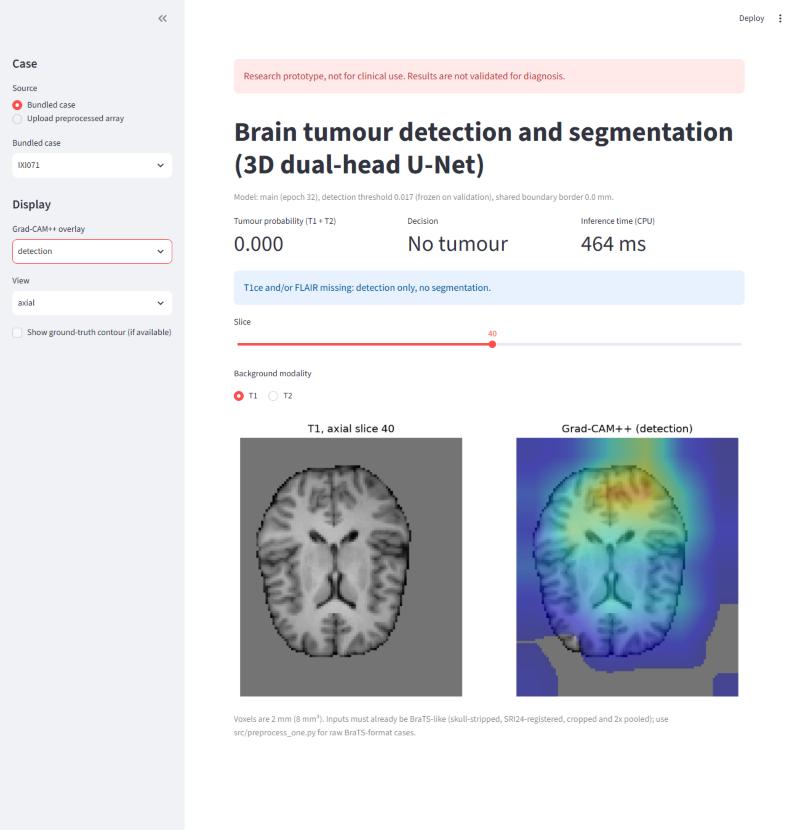 Deploy
Case
Source
Bundled case
Upload preprocessed array
Bundled case
IXI071
Display
Grad-CAM++ overlay
detection
View
axial
Show ground-truth contour (if available)
Research prototype, not for clinical use. Results are not validated for diagnosis.
Brain tumour detection and segmentation
(3D dual-head U-Net)
Model: main (epoch 32), detection threshold 0.017 (frozen on validation), shared boundary border 0.0 mm.
Tumour probability (T1 + T2)
0.000
Decision
No tumour
Inference time (CPU)
464 ms
T1ce and/or FLAIR missing: detection only, no segmentation.
Slice
40
Background modality
T1 T2
T1, axial slice 40
Grad-CAM++ (detection)
Voxels are 2 mm (8 mm³). Inputs must already be BraTS-like (skull-stripped, SRI24-registered, cropped and 2x pooled); use
src/preprocess_one.py for raw BraTS-format cases.